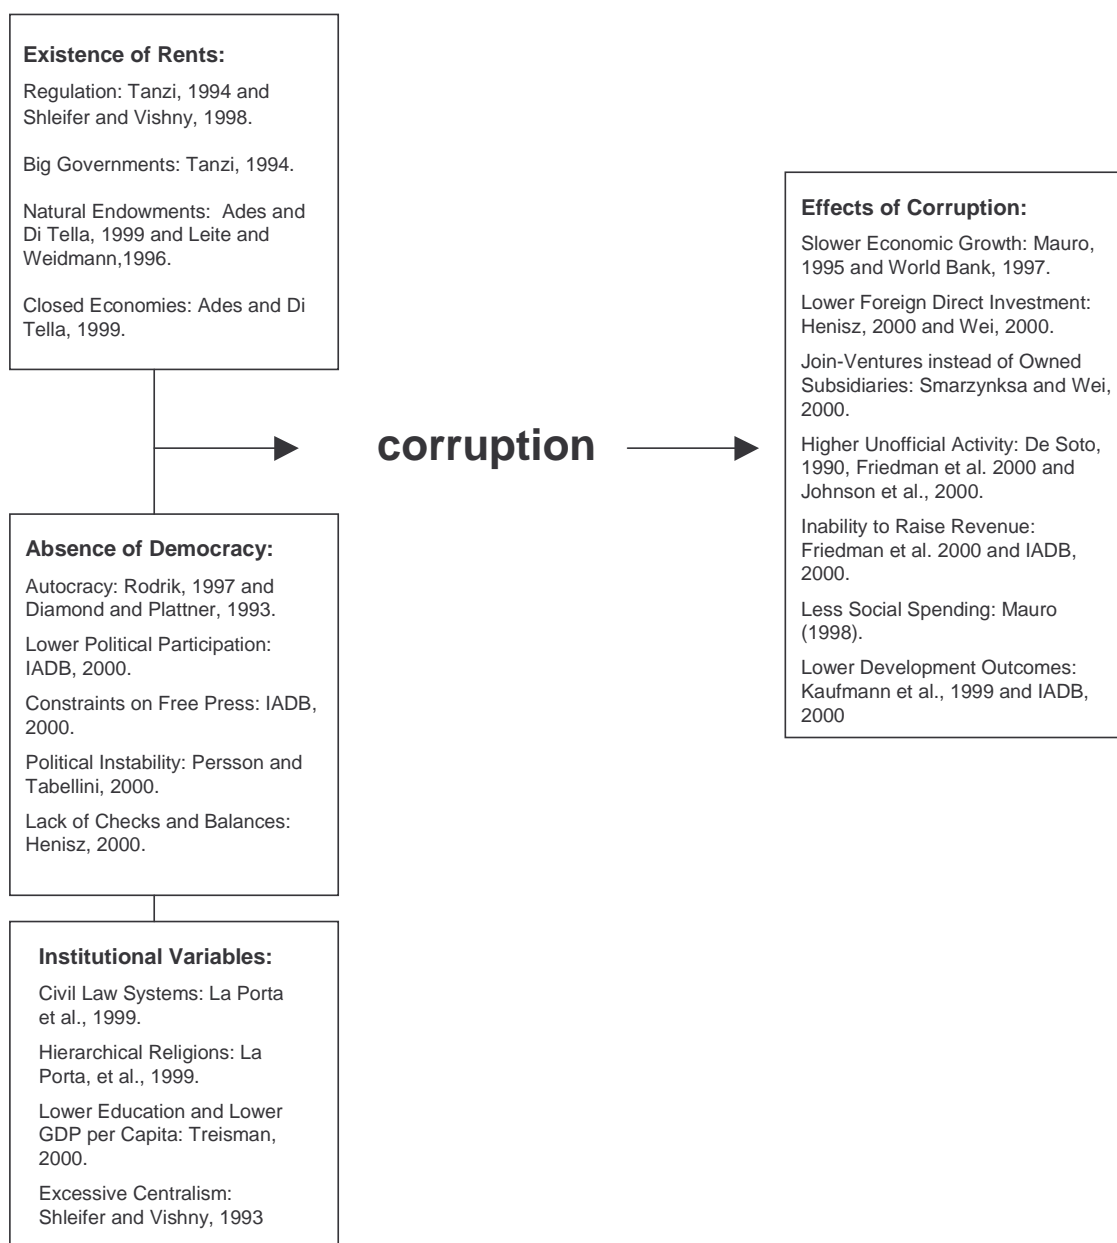 Existence of Rents:
Regulation: Tanzi, 1994 and
Shleifer and Vishny, 1998.
Big Governments: Tanzi, 1994.
Natural Endowments: Ades and
Di Tella, 1999 and Leite and
Weidmann,1996.
Closed Economies: Ades and Di
Tella, 1999.
corruption
Absence of Democracy:
Autocracy: Rodrik, 1997 and
Diamond and Plattner, 1993.
Lower Political Participation:
IADB, 2000.
Constraints on Free Press: IADB,
2000.
Political Instability: Persson and
Tabellini, 2000.
Lack of Checks and Balances:
Henisz, 2000.
Institutional Variables:
Civil Law Systems: La Porta
et al., 1999.
Hierarchical Religions: La
Porta, et al., 1999.
Lower Education and Lower
GDP per Capita: Treisman,
2000.
Excessive Centralism:
Shleifer and Vishny, 1993
Effects of Corruption:
Slower Economic Growth: Mauro,
1995 and World Bank, 1997.
Lower Foreign Direct Investment:
Henisz, 2000 and Wei, 2000.
Join-Ventures instead of Owned
Subsidiaries: Smarzynksa and Wei,
2000.
Higher Unofficial Activity: De Soto,
1990, Friedman et al. 2000 and
Johnson et al., 2000.
Inability to Raise Revenue:
Friedman et al. 2000 and IADB,
2000.
Less Social Spending: Mauro
(1998).
Lower Development Outcomes:
Kaufmann et al., 1999 and IADB,
2000